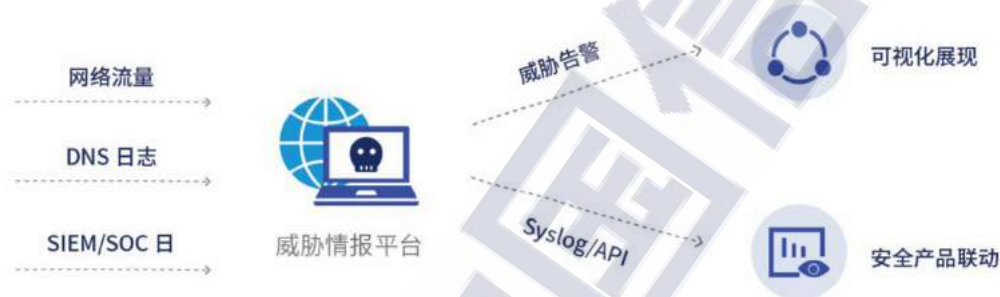 网络流量
DNS 日志
SIEM/SOC 日
威胁情报平台
威胁告警
Syslog/API
可视化展现
安全产品联动